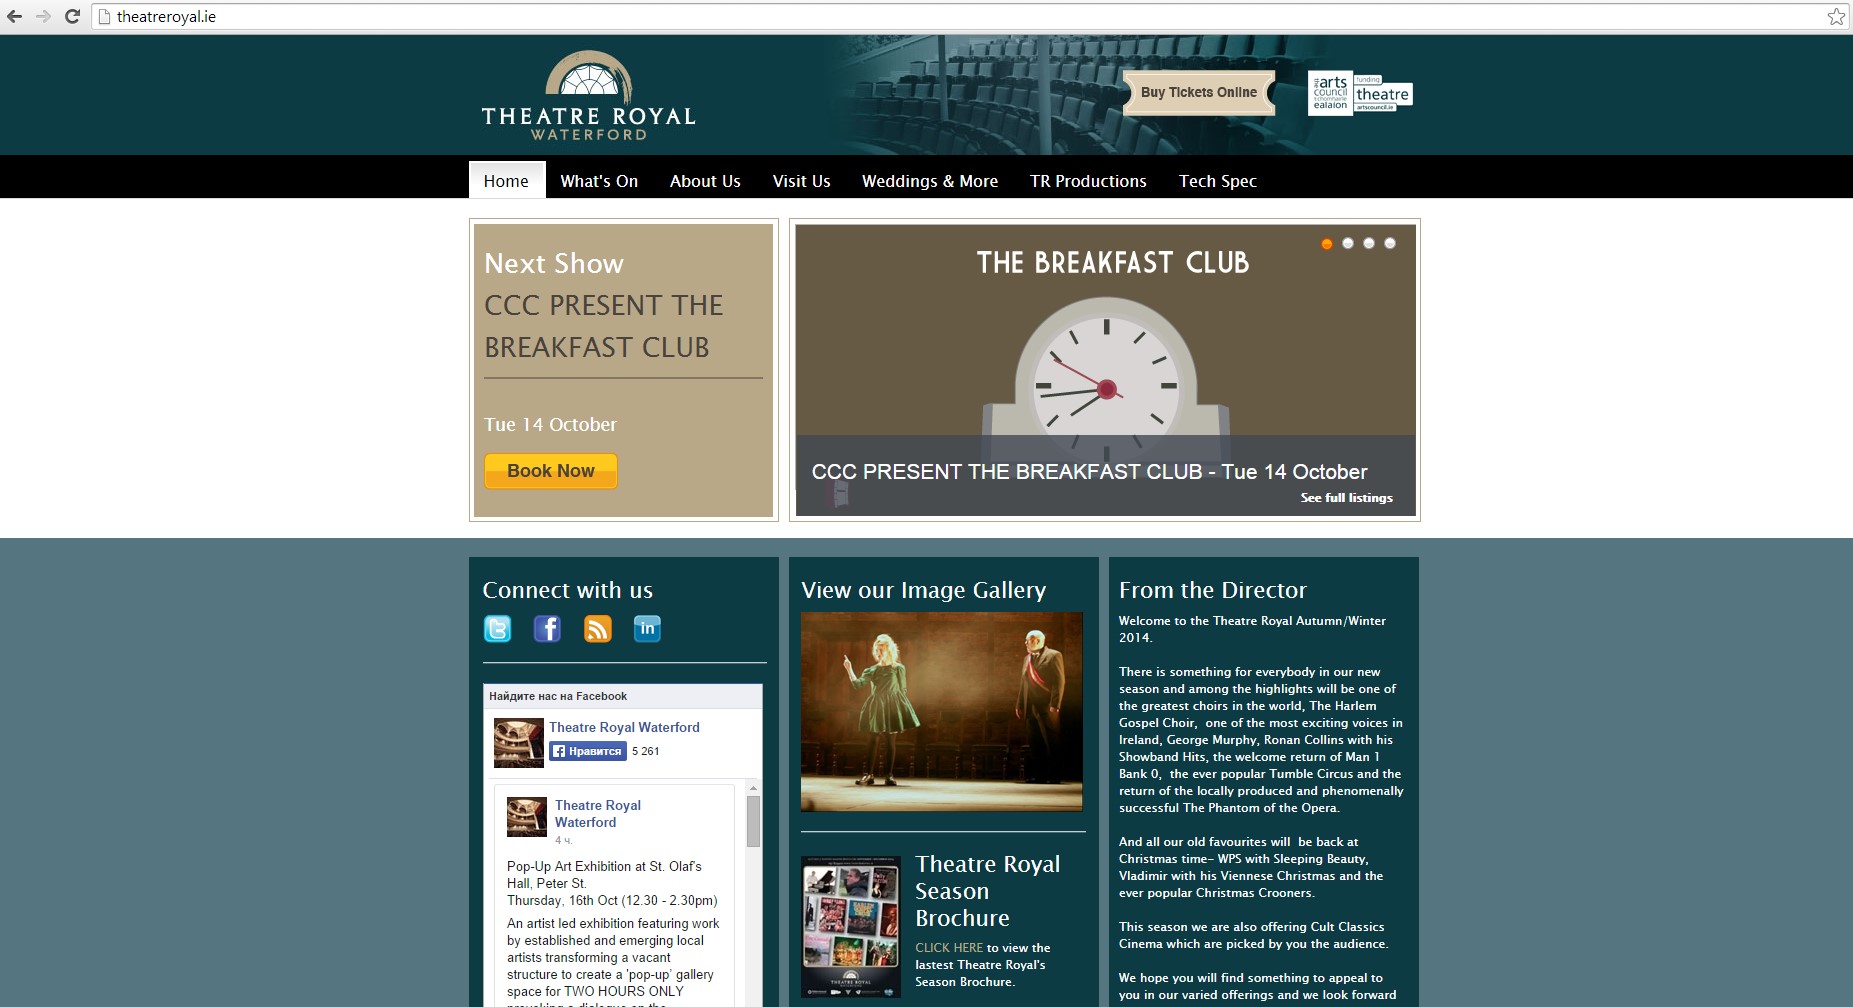 theatreroyal.ie
THEATRE ROYAL
WATERFORD
Buy Tickets Online
the
arts
council
chomhairle
ealaíon
funding
theatre
artscouncil.ie
Home What's On About Us Visit Us Weddings & More TR Productions Tech Spec
Next Show
CCC PRESENT THE
BREAKFAST CLUB
Tue 14 October
Book Now
THE BREAKFAST CLUB
CCC PRESENT THE BREAKFAST CLUB - Tue 14 October
See full listings
Connect with us
in
Найдите нас на Facebook
Theatre Royal Waterford
Нравится 5 261
Theatre Royal
Waterford
4 ч.
Pop-Up Art Exhibition at St. Olaf's
Hall, Peter St.
Thursday, 16th Oct (12.30 - 2.30pm)
An artist led exhibition featuring work
by established and emerging local
artists transforming a vacant
structure to create a 'pop-up' gallery
space for TWO HOURS ONLY
provoking a dialogue on the
View our Image Gallery
Theatre Royal
Season
Brochure
CLICK HERE to view the
lastest Theatre Royal's
Season Brochure.
THEATRE ROYAL
From the Director
Welcome to the Theatre Royal Autumn/Winter
2014.
There is something for everybody in our new
season and among the highlights will be one of
the greatest choirs in the world, The Harlem
Gospel Choir,  one of the most exciting voices in
Ireland, George Murphy, Ronan Collins with his
Showband Hits, the welcome return of Man 1
Bank 0,  the ever popular Tumble Circus and the
return of the locally produced and phenomenally
successful The Phantom of the Opera.
And all our old favourites will  be back at
Christmas time– WPS with Sleeping Beauty,
Vladimir with his Viennese Christmas and the
ever popular Christmas Crooners.
This season we are also offering Cult Classics
Cinema which are picked by you the audience.
We hope you will find something to appeal to
you in our varied offerings and we look forward